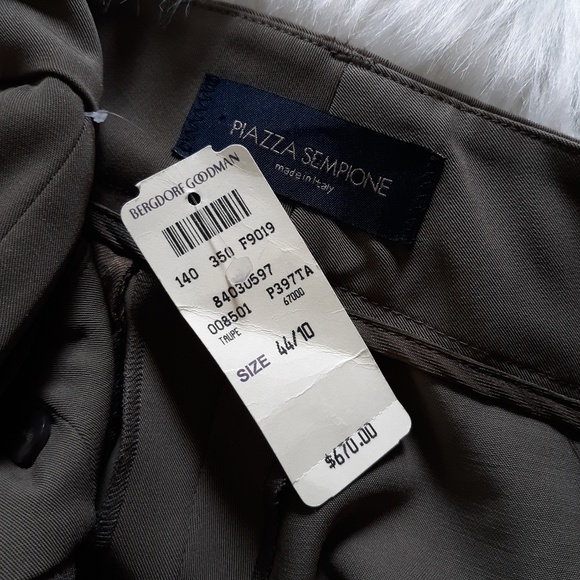 PIAZZA SEMPIONE
made in Italy
BERGDORF GOODMAN
140 350 F9019
84030597
008501 P397TA
TAUPE 67000
SIZE 44/10
$670.00